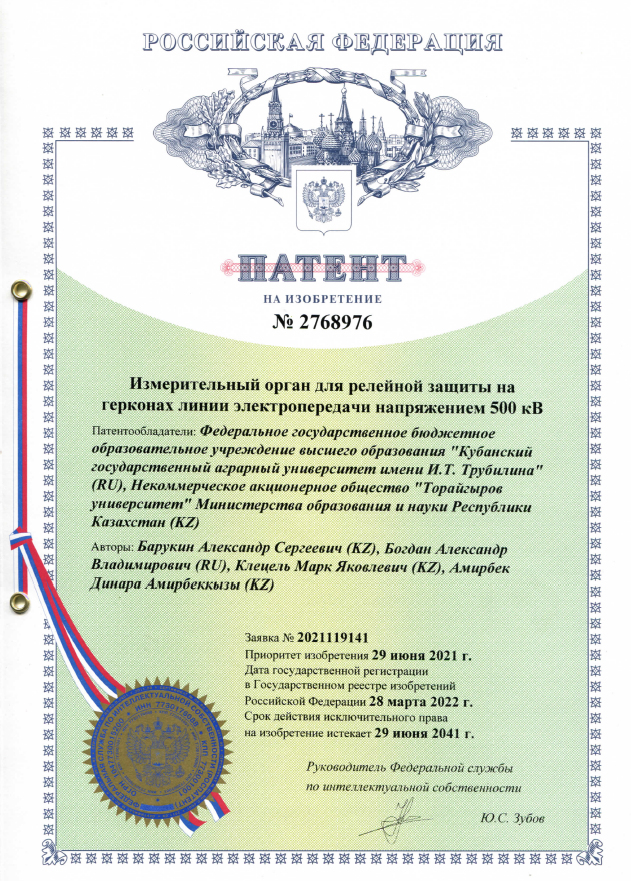 РОССИЙСКАЯ ФЕДЕРАЦИЯ
ПАТЕНТ
НА ИЗОБРЕТЕНИЕ
№ 2768976
Измерительный орган для релейной защиты на
герконах линии электропередачи напряжением 500 кВ
Патентообладатели: Федеральное государственное бюджетное
образовательное учреждение высшего образования "Кубанский
государственный аграрный университет имени И.Т. Трубилина"
(RU), Некоммерческое акционерное общество "Торайгыров
университет" Министерства образования и науки Республики
Казахстан (KZ)
Авторы: Барукин Александр Сергеевич (KZ), Богдан Александр
Владимирович (RU), Клецель Марк Яковлевич (KZ), Амирбек
Динара Амирбеккызы (KZ)
Заявка № 2021119141
Приоритет изобретения 29 июня 2021 г.
Дата государственной регистрации
в Государственном реестре изобретений
Российской Федерации 28 марта 2022 г.
Срок действия исключительного права
на изобретение истекает 29 июня 2041 г.
Руководитель Федеральной службы
по интеллектуальной собственности
Ю.С. Зубов
ФЕДЕРАЛЬНАЯ СЛУЖБА ПО ИНТЕЛЛЕКТУАЛЬНОЙ СОБСТВЕННОСТИ